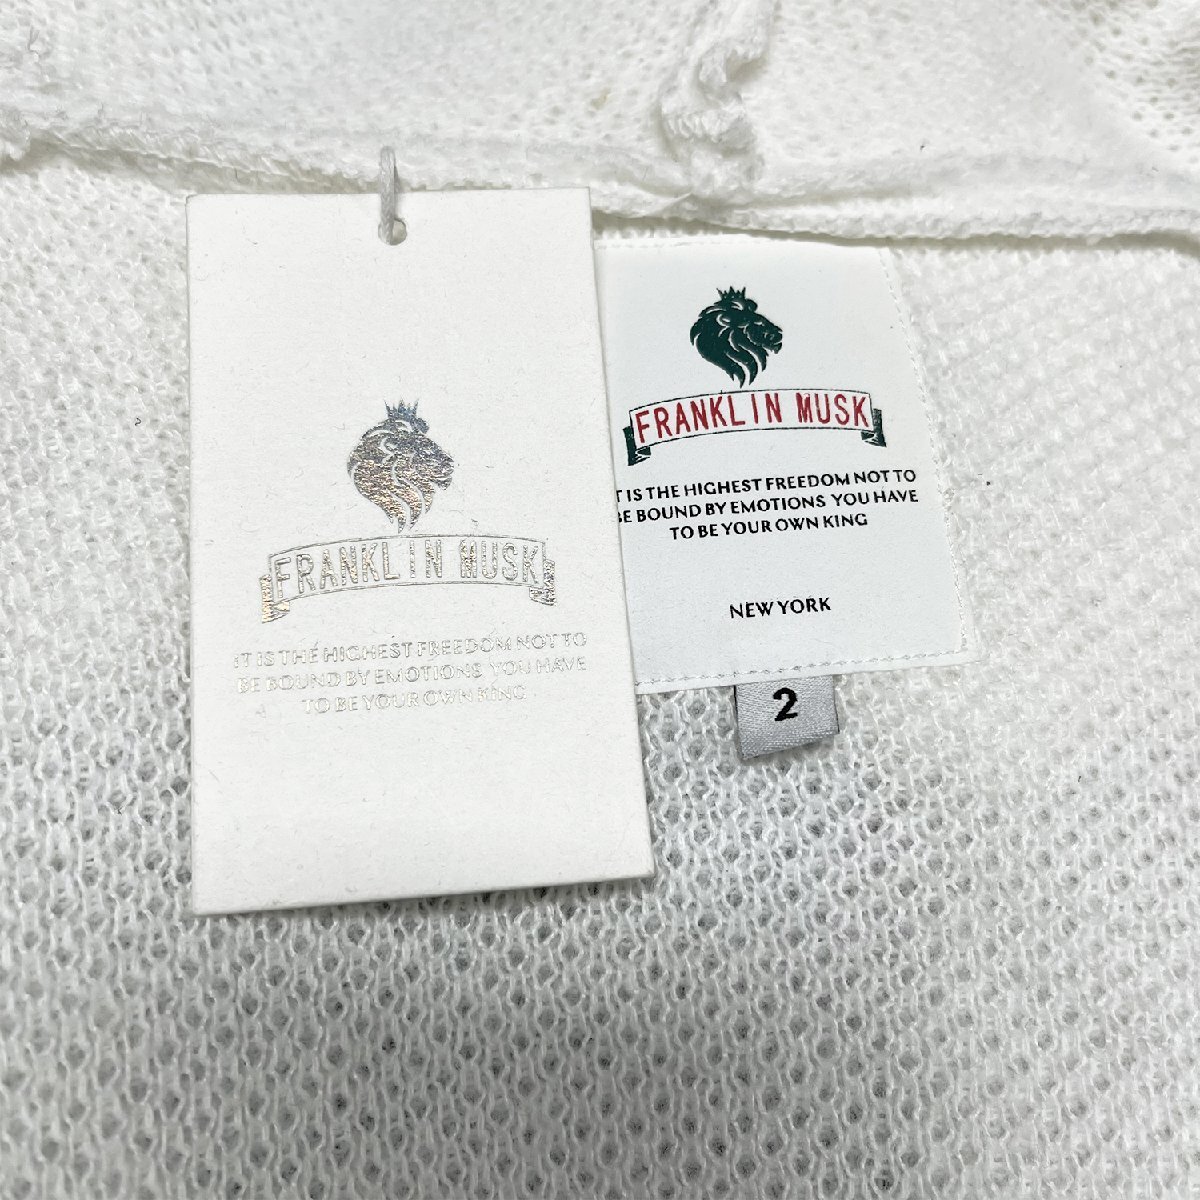 FRANKLIN MUSK
IT IS THE HIGHEST FREEDOM NOT TO
BE BOUND BY EMOTIONS YOU HAVE
TO BE YOUR OWN KING
FRANKLIN MUSK
T IS THE HIGHEST FREEDOM NOT TO
BE BOUND BY EMOTIONS YOU HAVE
TO BE YOUR OWN KING
NEW YORK
2